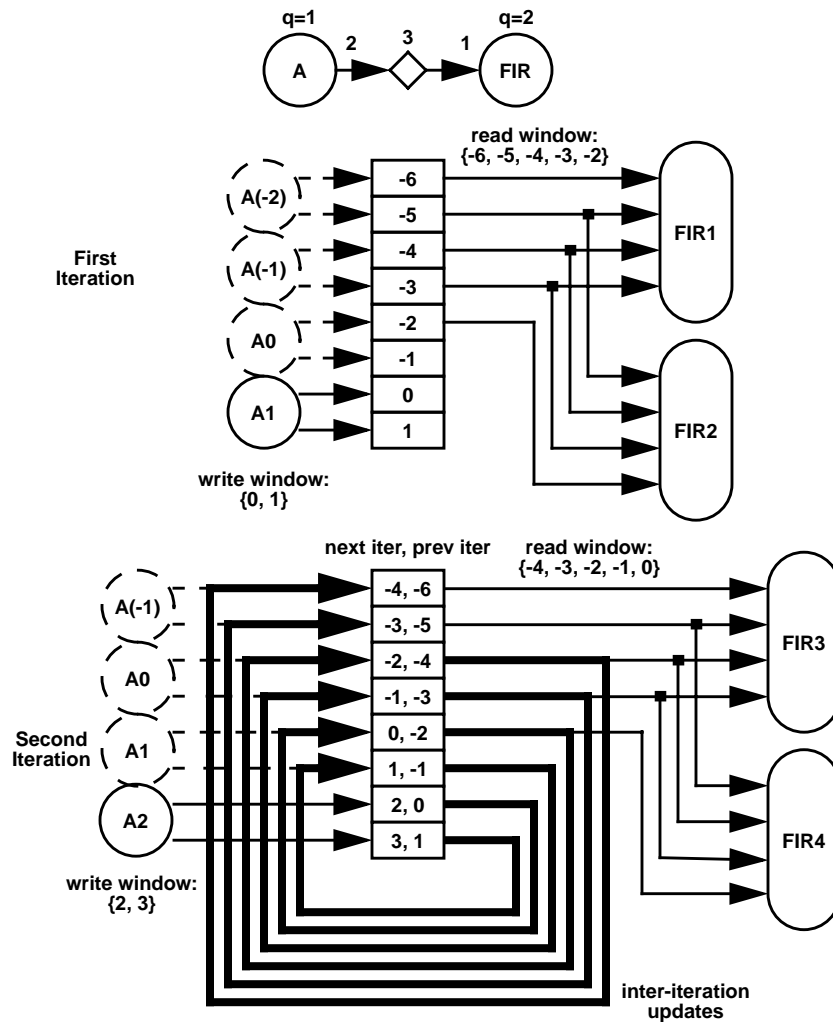 q=1
q=2
2
3
1
A
FIR
read window:
{-6, -5, -4, -3, -2}
First
Iteration
A(-2)
A(-1)
A0
A1
-6
-5
-4
-3
-2
-1
0
1
FIR1
FIR2
write window:
{0, 1}
next iter, prev iter
read window:
{-4, -3, -2, -1, 0}
Second
Iteration
A(-1)
A0
A1
A2
-4, -6
-3, -5
-2, -4
-1, -3
0, -2
1, -1
2, 0
3, 1
FIR3
FIR4
write window:
{2, 3}
inter-iteration
updates